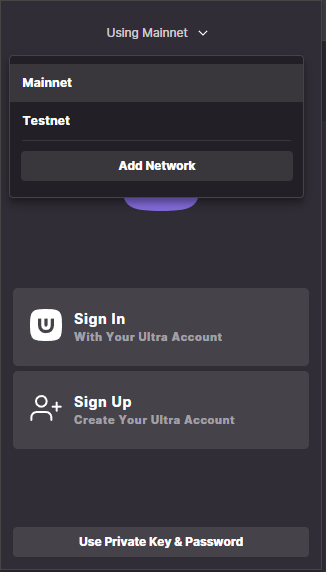 Using Mainnet
Mainnet
Testnet
Add Network
Sign In
With Your Ultra Account
Sign Up
Create Your Ultra Account
Use Private Key & Password